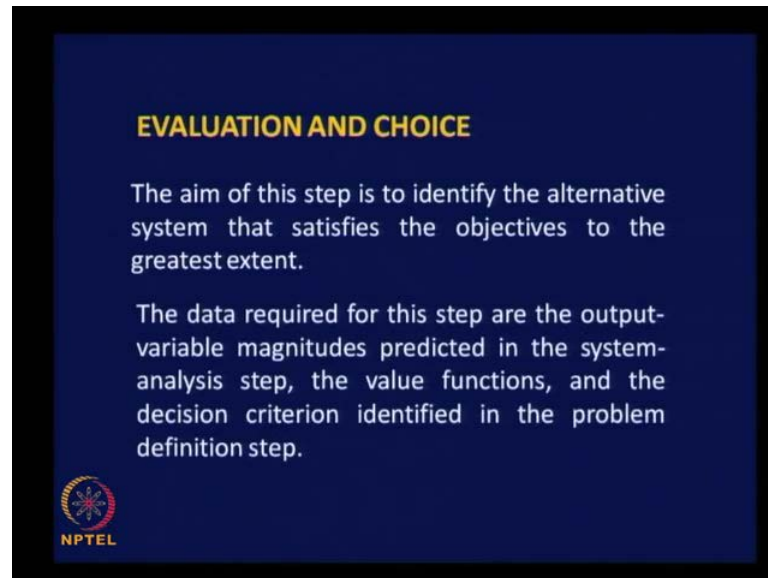 EVALUATION AND CHOICE
The aim of this step is to identify the alternative
system that satisfies the objectives to the
greatest extent.
The data required for this step are the output-
variable magnitudes predicted in the system-
analysis step, the value functions, and the
decision criterion identified in the problem
definition step.
NPTEL